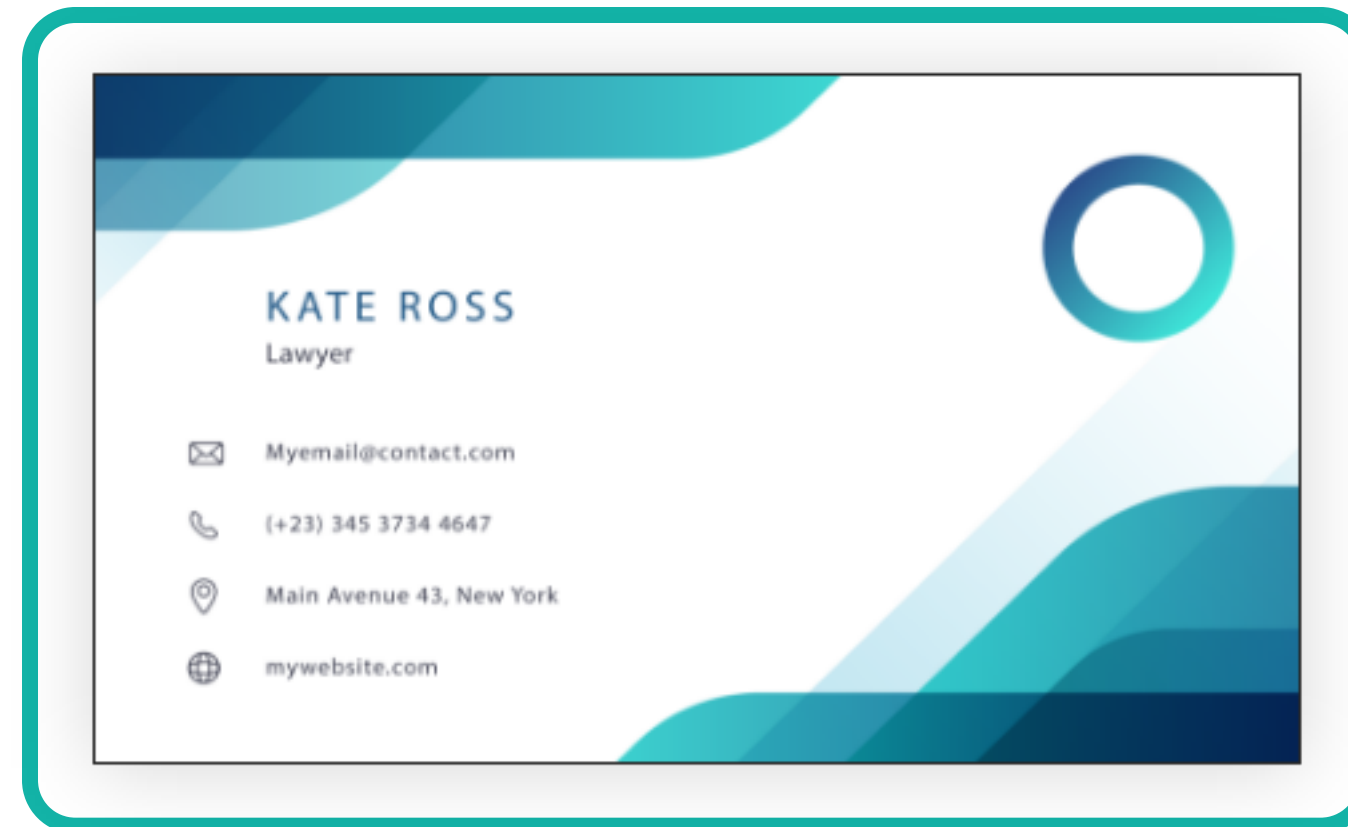 KATE ROSS
Lawyer
Myemail@contact.com
(+23) 345 3734 4647
Main Avenue 43, New York
mywebsite.com